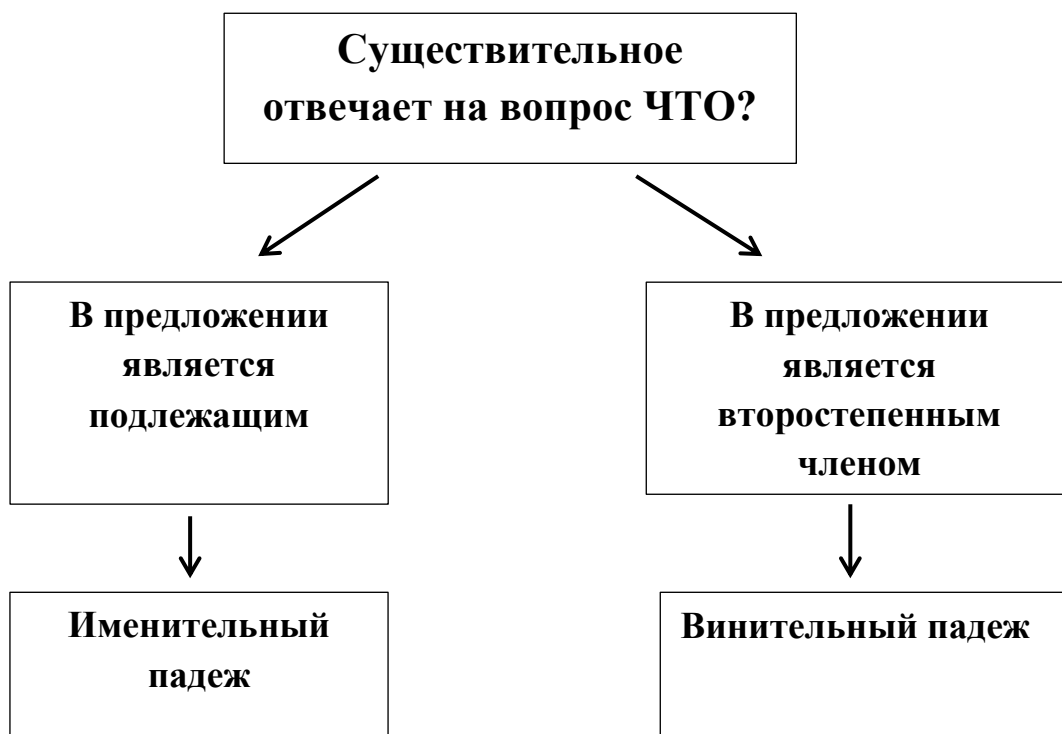 Существительное
отвечает на вопрос ЧТО?
В предложении
является
подлежащим
В предложении
является
второстепенным
членом
Именительный
падеж
Винительный падеж